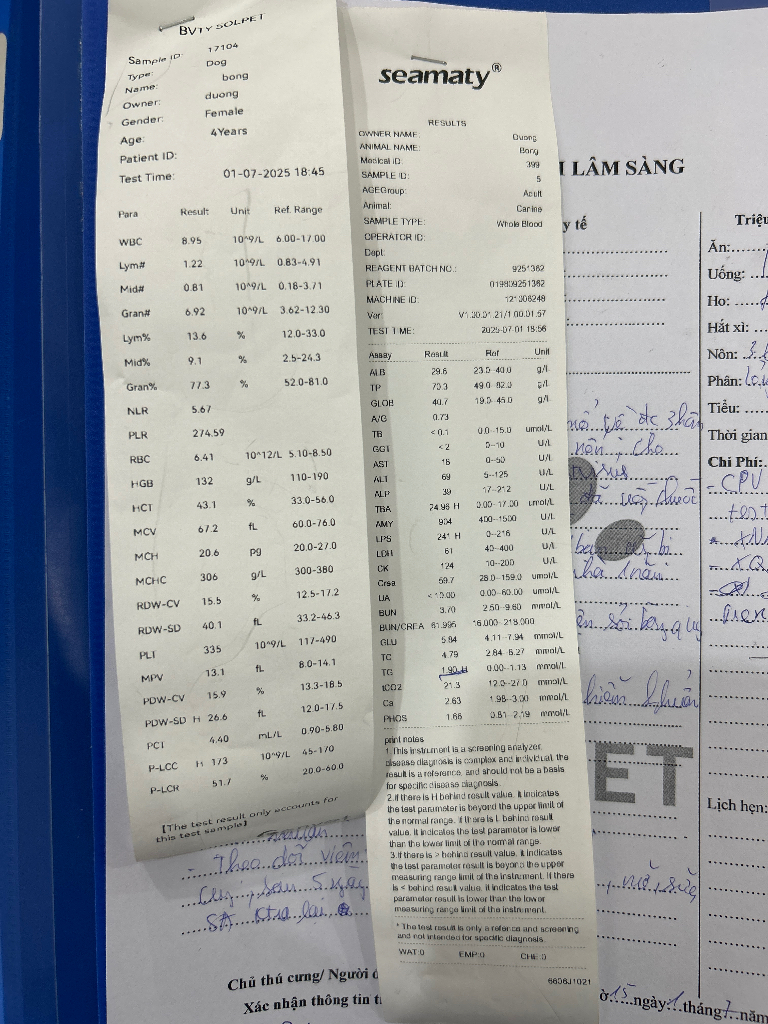 BVTY SOLPET
Sample ID: 17104
Type: Dog
Name: bong
Owner: duong
Gender: Female
Age: 4Years
Patient ID:
Test Time: 01-07-2025 18:45
Para Result Unit Ref. Range
WBC 8.95 10^9/L 6.00-17.00
Lym# 1.22 10^9/L 0.83-4.91
Mid# 0.81 10^9/L 0.18-3.71
Gran# 6.92 10^9/L 3.62-12.30
Lym% 13.6 % 12.0-33.0
Mid% 9.1 % 2.5-24.3
Gran% 77.3 % 52.0-81.0
NLR 5.67
PLR 274.59
RBC 6.41 10^12/L 5.10-8.50
HGB 132 g/L 110-190
HCT 43.1 % 33.0-56.0
MCV 67.2 fL 60.0-76.0
MCH 20.6 pg 20.0-27.0
MCHC 306 g/L 300-380
RDW-CV 15.5 % 12.5-17.2
RDW-SD 40.1 fL 33.2-46.3
PLT 335 10^9/L 117-490
MPV 13.1 fL 8.0-14.1
PDW-CV 15.9 % 13.3-18.5
PDW-SD H 26.6 fL 12.0-17.5
PCT 4.40 mL/L 0.90-5.80
P-LCC H 173 10^9/L 45-170
P-LCR 51.7 % 20.0-60.0
[The test result only accounts for
this test sample]
seamaty®
RESULTS
OWNER NAME: Duong
ANIMAL NAME: Bong
Medical ID: 399
SAMPLE ID: 5
AGEGroup: Adult
Animal: Canine
SAMPLE TYPE: Whole Blood
OPERATOR ID:
Dept:
REAGENT BATCH NO.: 9251362
PLATE ID: 019809251362
MACHINE ID: 121306248
Ver: V1.00.01.21/1.00.01.57
TEST TIME: 2025-07-01 18:56
Assay Result Ref Unit
ALB 29.6 23.0-40.0 g/L
TP 70.3 49.0-82.0 g/L
GLOB 40.7 19.0-45.0 g/L
A/G 0.73
TB <0.1 0.0-15.0 umol/L
GGT <2 0-10 U/L
AST 16 0-50 U/L
ALT 69 5-125 U/L
ALP 39 17-212 U/L
TBA 24.96 H 0.00-17.00 umol/L
AMY 904 400-1500 U/L
LPS 241 H 0-216 U/L
LDH 61 40-400 U/L
CK 124 10-200 U/L
Crea 59.7 28.0-159.0 umol/L
UA <10.00 0.00-60.00 umol/L
BUN 3.70 2.50-9.60 mmol/L
BUN/CREA 61.995 16.000-218.000
GLU 5.84 4.11-7.94 mmol/L
TC 4.79 2.84-8.27 mmol/L
TG 1.90 H 0.00-1.13 mmol/L
tCO2 21.3 12.0-27.0 mmol/L
Ca 2.63 1.98-3.00 mmol/L
PHOS 1.66 0.81-2.19 mmol/L
print notes
1.This instrument is a screening analyzer,
disease diagnosis is complex and individual, the
result is a reference, and should not be a basis
for specific disease diagnosis.
2.If there is H behind result value, it indicates
the test parameter is beyond the upper limit of
the normal range. If there is L behind result
value, it indicates the test parameter is lower
than the lower limit of the normal range.
3.If there is > behind result value, it indicates
the test parameter result is beyond the upper
measuring range limit of the instrument. If there
is < behind result value, it indicates the test
parameter result is lower than the lower
measuring range limit of the instrument.
* The test result is only a reference and screening
and not intended for specific diagnosis.
WAT:0 EMP:0 CHE:0
6606J1021
LÂM SÀNG
y tế
Triệu
Ăn:
Uống:
Ho:
Hắt xì:
Nôn:
Phân:
Tiểu:
Thời gian
Chi Phí:
- CPV
test
ET
Lịch hẹn:
- Theo dõi viêm
sau 5 ngày
SA ktra lại
Chủ thú cưng/ Người
Xác nhận thông tin
15 ngày 1 tháng 7 năm